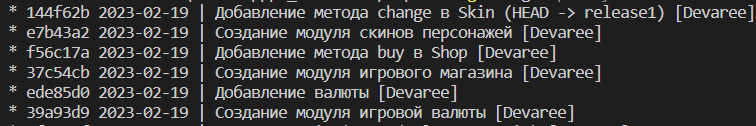 * 144f62b 2023-02-19 | Добавление метода change в Skin (HEAD -> release1) [Devaree]
* e7b43a2 2023-02-19 | Создание модуля скинов персонажей [Devaree]
* f56c17a 2023-02-19 | Добавление метода buy в Shop [Devaree]
* 37c54cb 2023-02-19 | Создание модуля игрового магазина [Devaree]
* ede85d0 2023-02-19 | Добавление валюты [Devaree]
* 39a93d9 2023-02-19 | Создание модуля игровой валюты [Devaree]